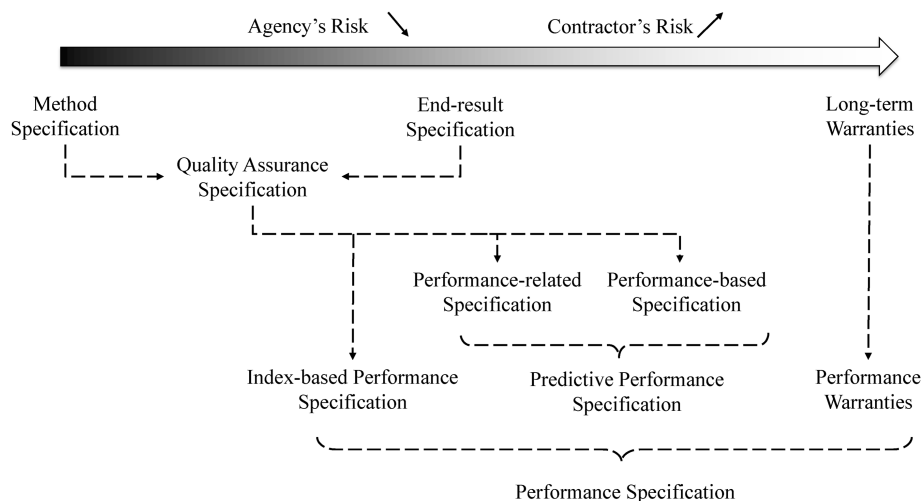 Agency's Risk
Contractor's Risk
Method
Specification
End-result
Specification
Long-term
Warranties
Quality Assurance
Specification
Performance-related
Specification
Performance-based
Specification
Index-based Performance
Specification
Predictive Performance
Specification
Performance
Warranties
Performance Specification